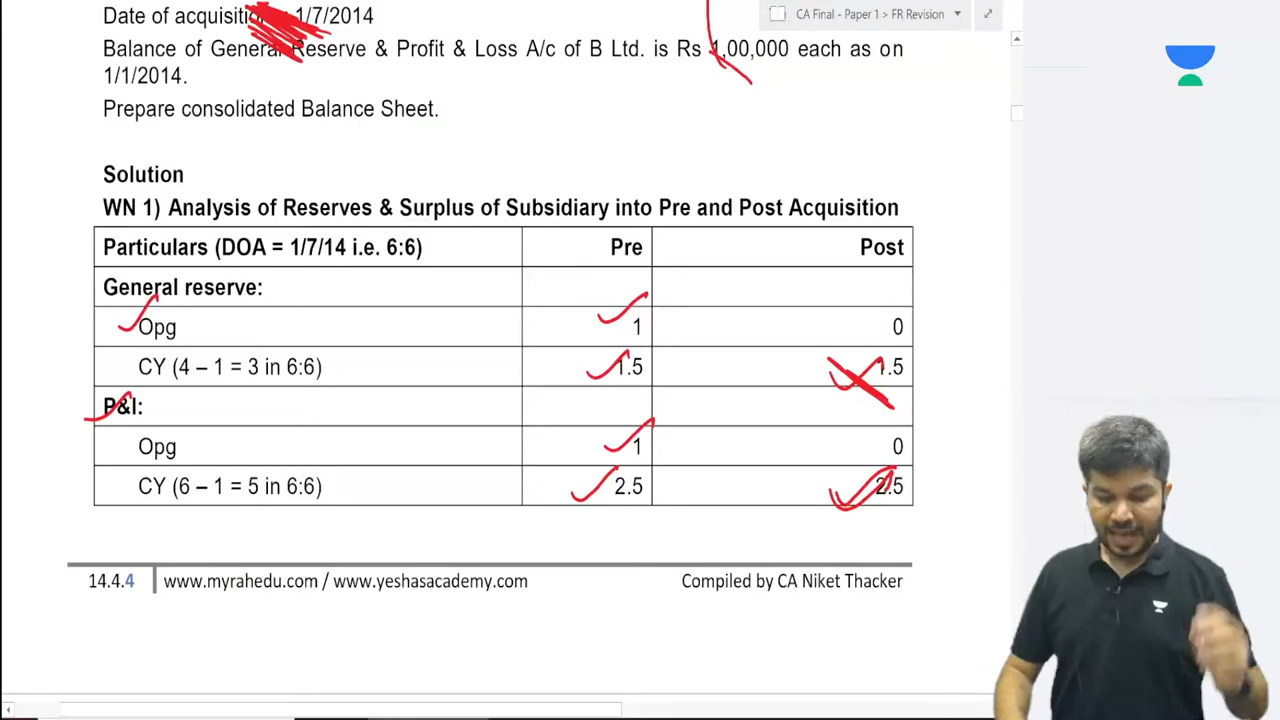 CA Final - Paper 1 > FR Revision
Date of acquisition 1/7/2014
Balance of General Reserve & Profit & Loss A/c of B Ltd. is Rs 1,00,000 each as on
1/1/2014.
Prepare consolidated Balance Sheet.
Solution
WN 1) Analysis of Reserves & Surplus of Subsidiary into Pre and Post Acquisition
Particulars (DOA = 1/7/14 i.e. 6:6) Pre Post
General reserve:
Opg 1 0
CY (4 – 1 = 3 in 6:6) 1.5 1.5
P&l:
Opg 1 0
CY (6 – 1 = 5 in 6:6) 2.5 2.5
14.4.4 www.myrahedu.com / www.yeshasacademy.com Compiled by CA Niket Thacker